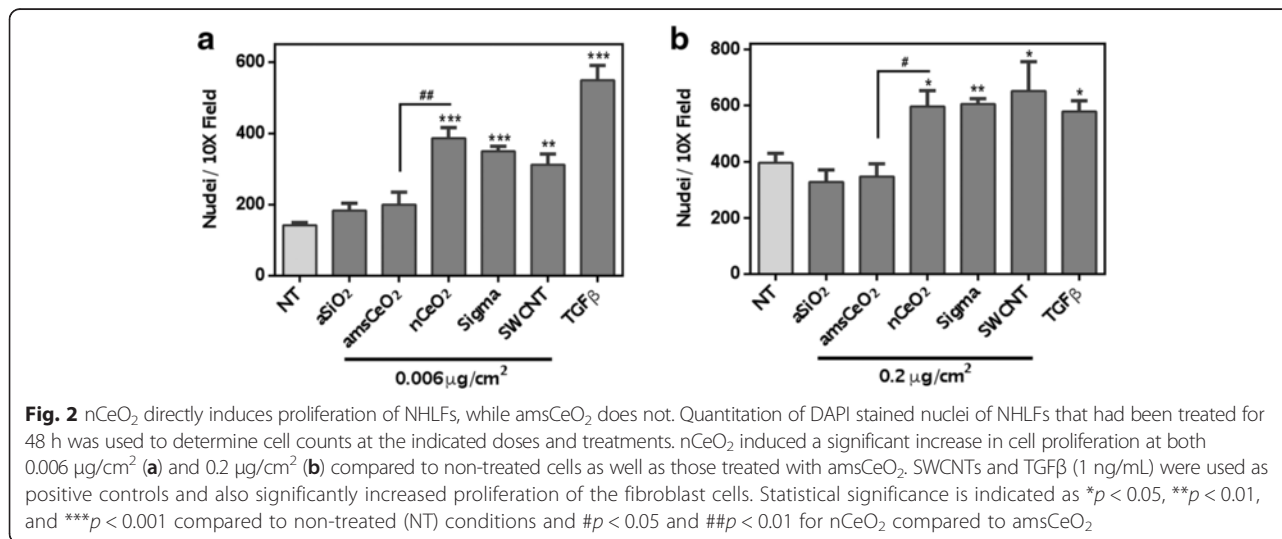 a
b
600
400
200
0
Nuclei/ 10X Field
##
***
***
**
***
NT
aSiO₂
amsCeO₂
nCeO₂
Sigma
SWCNT
TGFβ
0.006 μg/cm²
800
600
400
200
0
Nuclei/ 10X Field
#
*
**
*
*
NT
aSiO₂
amsCeO₂
nCeO₂
Sigma
SWCNT
TGFβ
0.2 μg/cm²
Fig. 2 nCeO₂ directly induces proliferation of NHLFs, while amsCeO₂ does not. Quantitation of DAPI stained nuclei of NHLFs that had been treated for
48 h was used to determine cell counts at the indicated doses and treatments. nCeO₂ induced a significant increase in cell proliferation at both
0.006 μg/cm² (a) and 0.2 μg/cm² (b) compared to non-treated cells as well as those treated with amsCeO₂. SWCNTs and TGFβ (1 ng/mL) were used as
positive controls and also significantly increased proliferation of the fibroblast cells. Statistical significance is indicated as *p < 0.05, **p < 0.01,
and ***p < 0.001 compared to non-treated (NT) conditions and #p < 0.05 and ##p < 0.01 for nCeO₂ compared to amsCeO₂